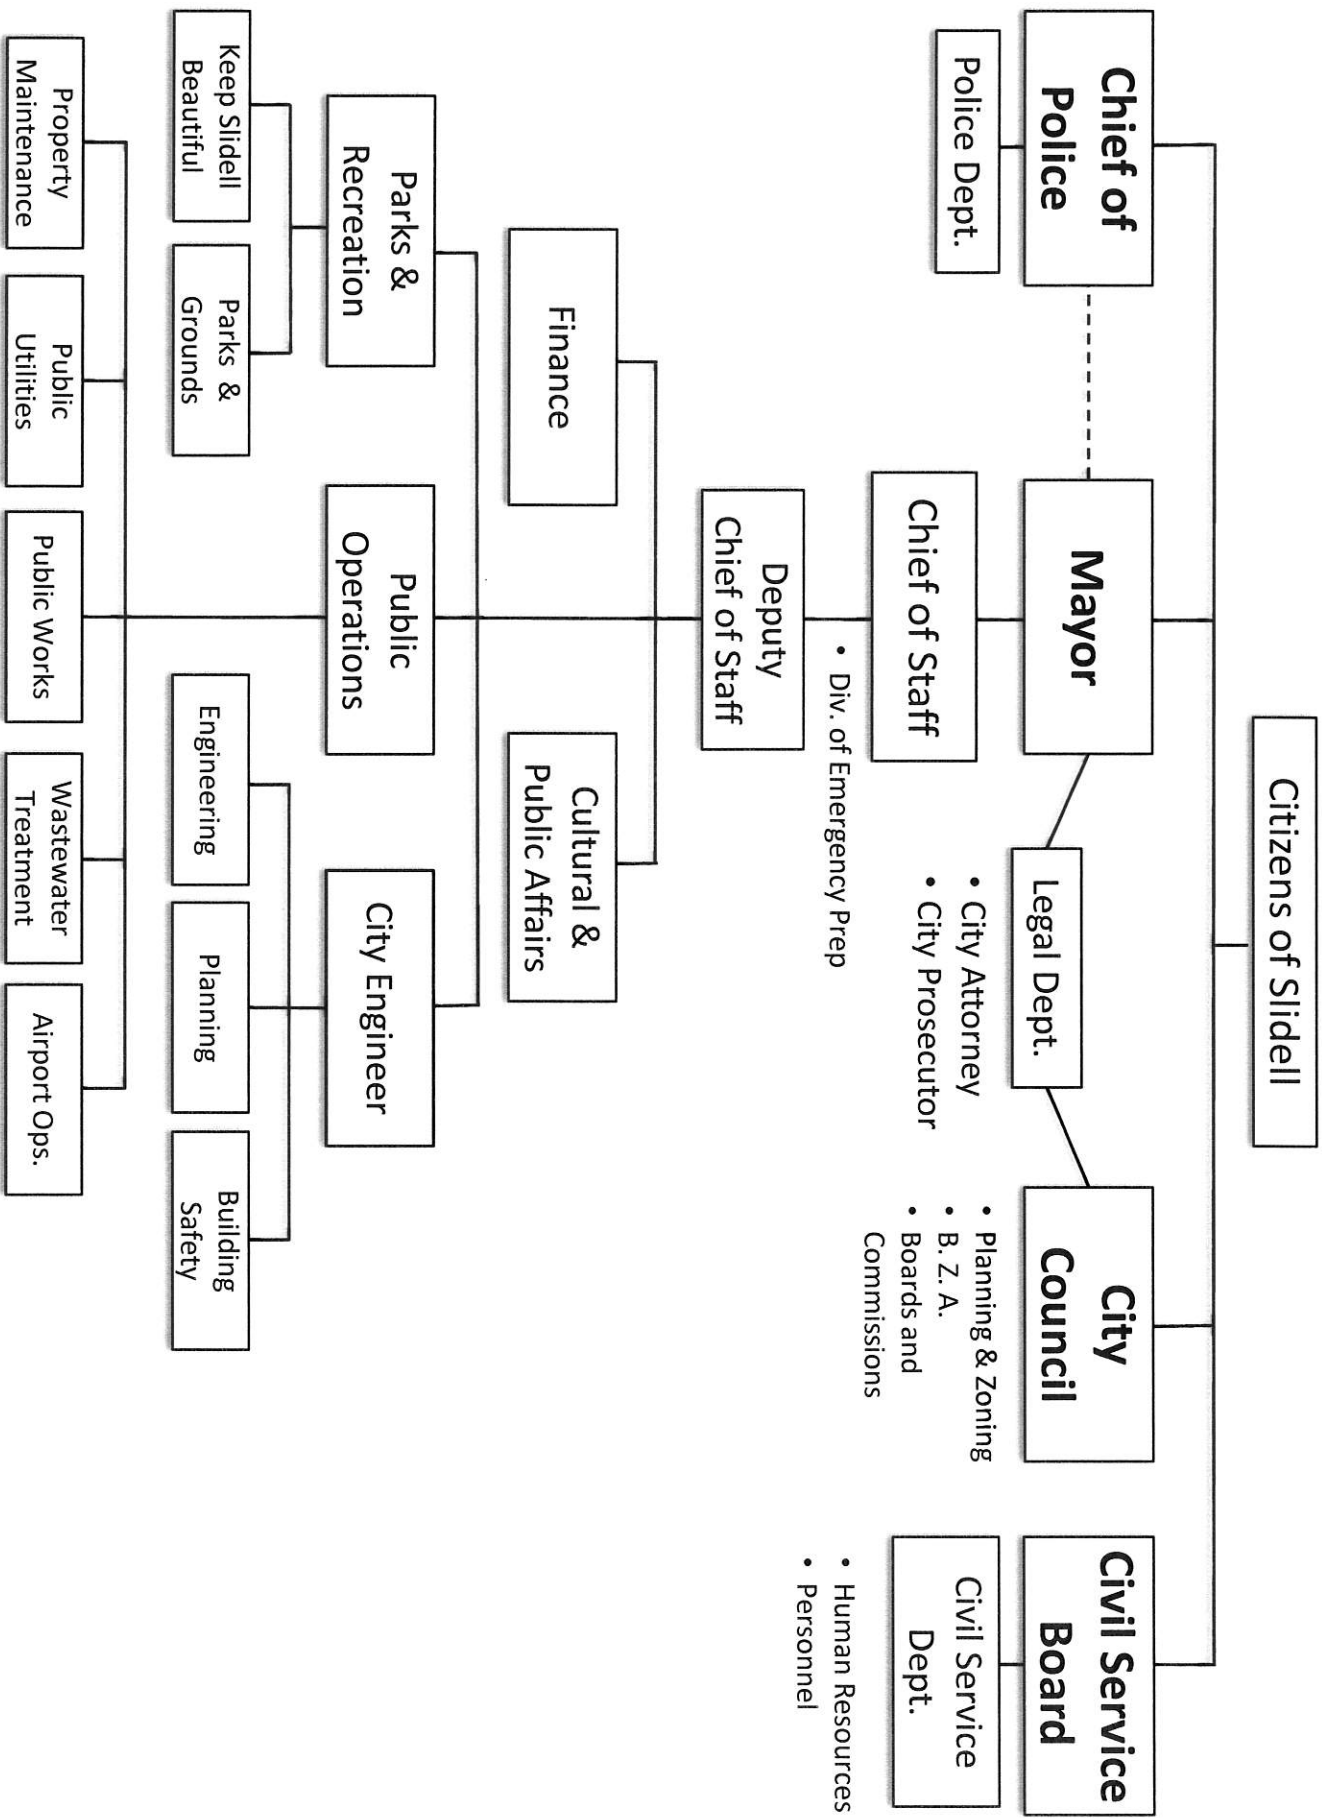 Citizens of Slidell
Chief of
Police
Mayor
City
Council
Civil Service
Board
Police Dept.
Legal Dept.
• City Attorney
• City Prosecutor
• Planning & Zoning
• B. Z. A.
• Boards and
Commissions
Civil Service
Dept.
• Human Resources
• Personnel
Chief of Staff
• Div. of Emergency Prep
Deputy
Chief of Staff
Finance
Cultural &
Public Affairs
Parks &
Recreation
Public
Operations
City Engineer
Keep Slidell
Beautiful
Parks &
Grounds
Engineering
Planning
Building
Safety
Property
Maintenance
Public
Utilities
Public Works
Wastewater
Treatment
Airport Ops.